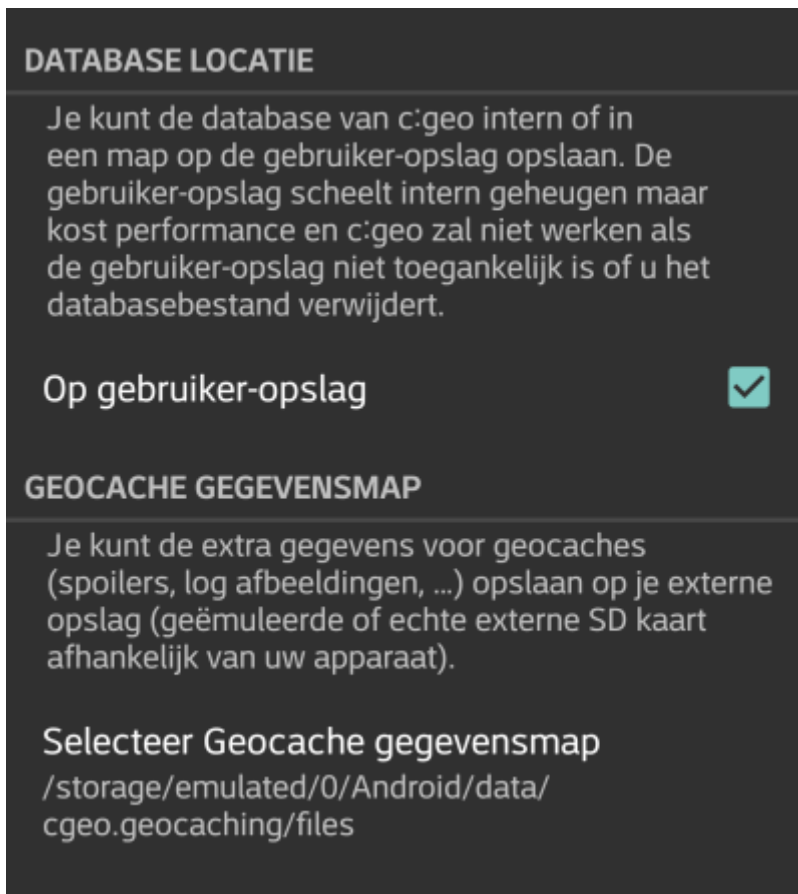 DATABASE LOCATIE
Je kunt de database van c:geo intern of in
een map op de gebruiker-opslag opslaan. De
gebruiker-opslag scheelt intern geheugen maar
kost performance en c:geo zal niet werken als
de gebruiker-opslag niet toegankelijk is of u het
databasebestand verwijdert.
Op gebruiker-opslag
GEOCACHE GEGEVENSMAP
Je kunt de extra gegevens voor geocaches
(spoilers, log afbeeldingen, ...) opslaan op je externe
opslag (geëmuleerde of echte externe SD kaart
afhankelijk van uw apparaat).
Selecteer Geocache gegevensmap
/storage/emulated/0/Android/data/
cgeo.geocaching/files